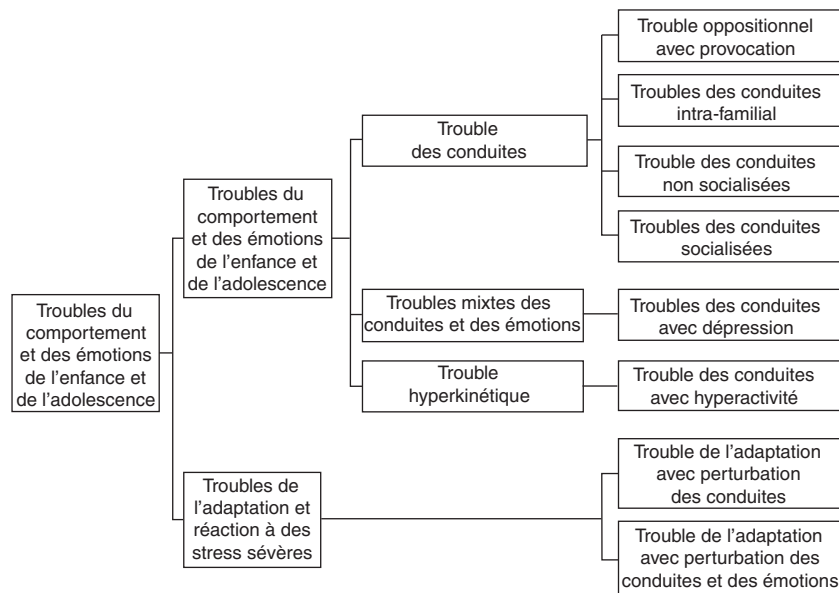 Troubles du
comportement
et des émotions
de l'enfance et
de l'adolescence
Troubles du
comportement
et des émotions
de l'enfance et
de l'adolescence
Trouble
des conduites
Trouble oppositionnel
avec provocation
Troubles des conduites
intra-familial
Trouble des conduites
non socialisées
Troubles des conduites
socialisées
Troubles mixtes des
conduites et des émotions
Troubles des conduites
avec dépression
Trouble
hyperkinétique
Trouble des conduites
avec hyperactivité
Troubles de
l'adaptation et
réaction à des
stress sévères
Trouble de l'adaptation
avec perturbation
des conduites
Trouble de l'adaptation
avec perturbation des
conduites et des émotions